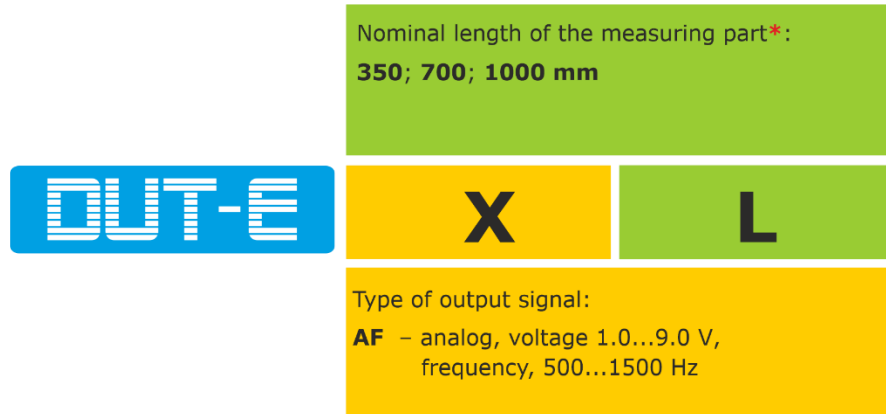 Nominal length of the measuring part*:
350; 700; 1000 mm
DUT-E
X
L
Type of output signal:
AF – analog, voltage 1.0...9.0 V,
frequency, 500...1500 Hz